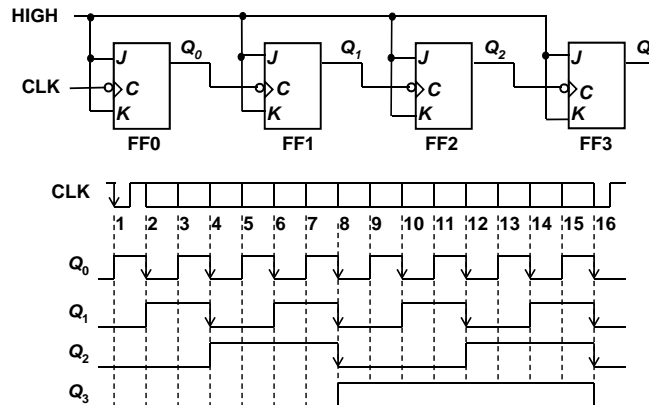 HIGH
Q0 Q1 Q2 Q
J J J J
CLK C C C C
K K K K
FF0 FF1 FF2 FF3
CLK
1 2 3 4 5 6 7 8 9 10 11 12 13 14 15 16
Q0
Q1
Q2
Q3